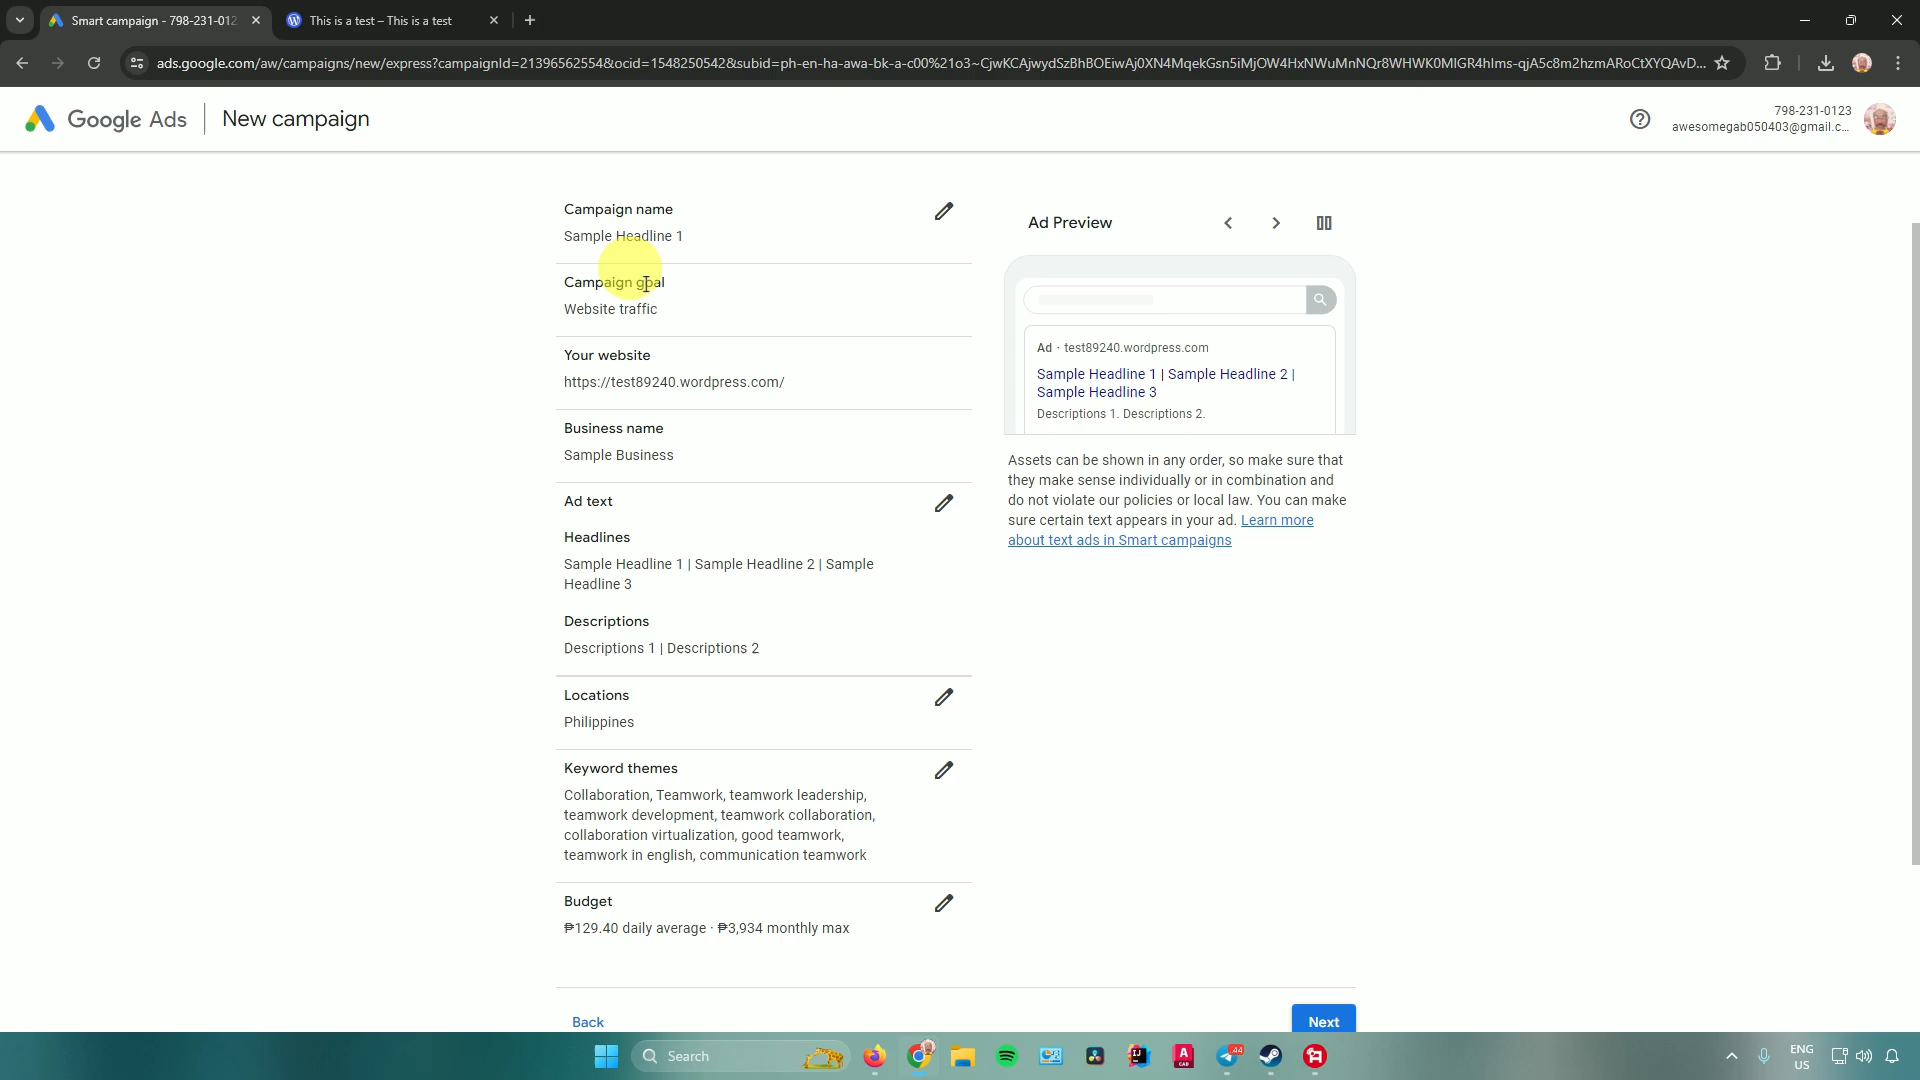 Smart campaign - 798-231-012
This is a test – This is a test
ads.google.com/aw/campaigns/new/express?campaignId=21396562554&ocid=1548250542&subid=ph-en-ha-awa-bk-a-c00%21o3~CjwKCAjwydSzBhBOEiwAj0XN4MqekGsn5iMjOW4HxNWuMnNQr8WHWK0MIGR4hIms-qjA5c8m2hzmARoCtXYQAvD...
Google Ads
New campaign
798-231-0123
awesomegab050403@gmail.c...
Campaign name
Sample Headline 1
Campaign goal
Website traffic
Your website
https://test89240.wordpress.com/
Business name
Sample Business
Ad text
Headlines
Sample Headline 1 | Sample Headline 2 | Sample
Headline 3
Descriptions
Descriptions 1 | Descriptions 2
Locations
Philippines
Keyword themes
Collaboration, Teamwork, teamwork leadership,
teamwork development, teamwork collaboration,
collaboration virtualization, good teamwork,
teamwork in english, communication teamwork
Budget
₱129.40 daily average · ₱3,934 monthly max
Back
Next
Ad Preview
Ad · test89240.wordpress.com
Sample Headline 1 | Sample Headline 2 |
Sample Headline 3
Descriptions 1. Descriptions 2.
Assets can be shown in any order, so make sure that
they make sense individually or in combination and
do not violate our policies or local law. You can make
sure certain text appears in your ad. Learn more
about text ads in Smart campaigns
Search
44
ENG
US